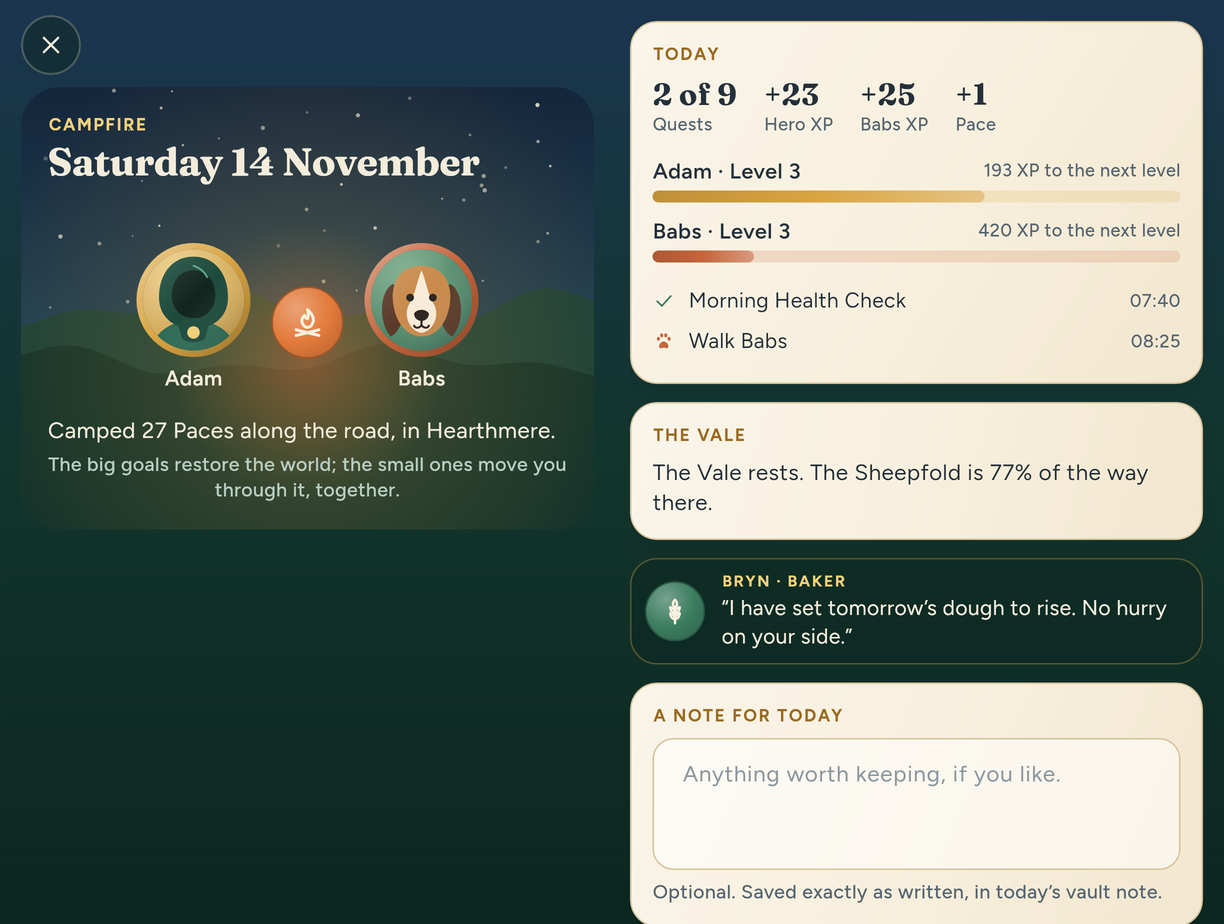 CAMPFIRE
Saturday 14 November
Adam
Babs
Camped 27 Paces along the road, in Hearthmere.
The big goals restore the world; the small ones move you
through it, together.
TODAY
2 of 9
Quests
+23
Hero XP
+25
Babs XP
+1
Pace
Adam · Level 3
193 XP to the next level
Babs · Level 3
420 XP to the next level
Morning Health Check
07:40
Walk Babs
08:25
THE VALE
The Vale rests. The Sheepfold is 77% of the way
there.
BRYN · BAKER
“I have set tomorrow’s dough to rise. No hurry
on your side.”
A NOTE FOR TODAY
Anything worth keeping, if you like.
Optional. Saved exactly as written, in today’s vault note.